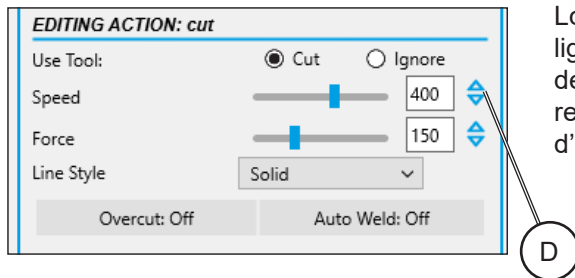 EDITING ACTION: cut
Use Tool: Cut Ignore
Speed 400
Force 150
Line Style Solid
Overcut: Off Auto Weld: Off
D